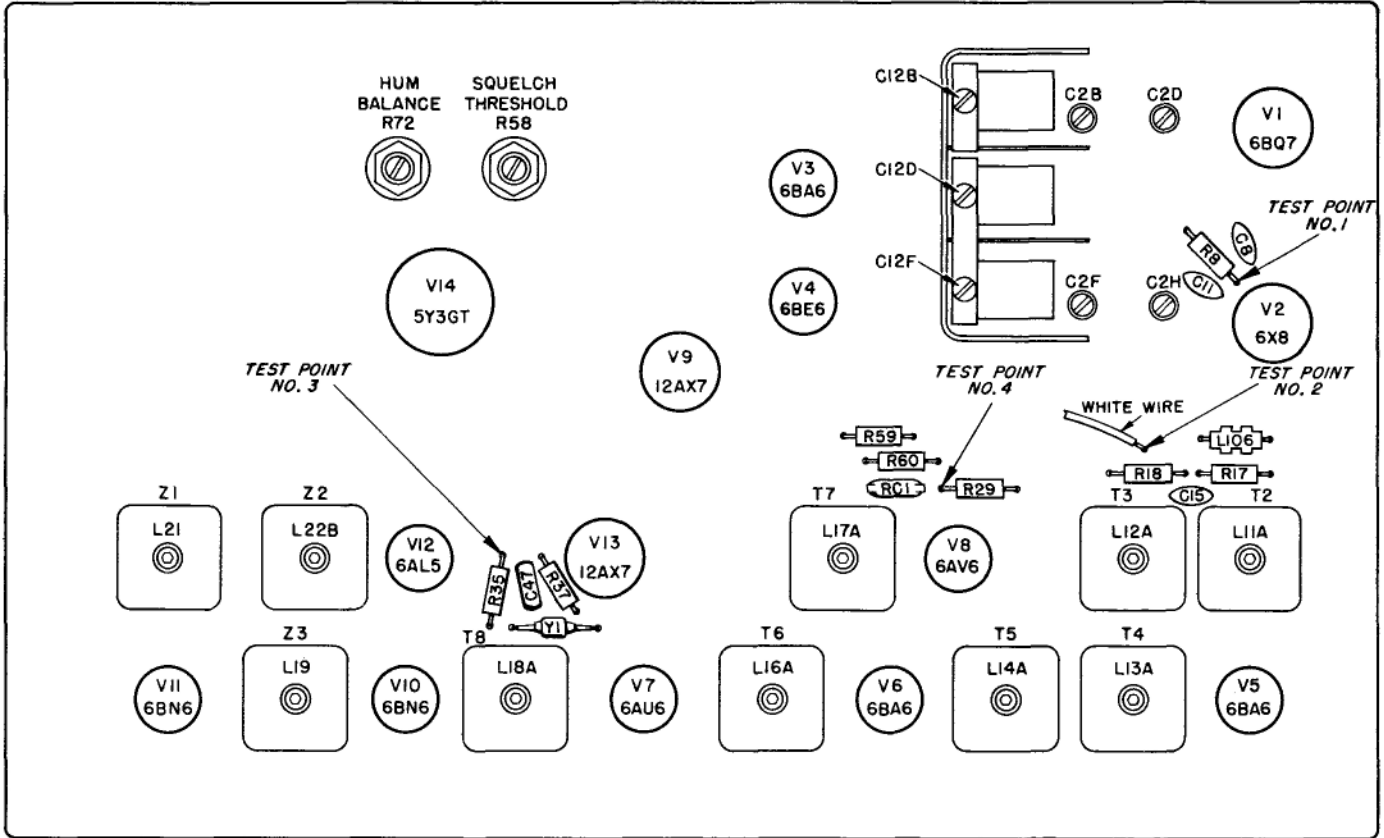 HUM
BALANCE
R72
SQUELCH
THRESHOLD
R58
C12B
C2B
C2D
V1
6BQ7
V3
6BA6
C12D
TEST POINT
NO. 1
R8
C8
C11
C12F
V4
6BE6
C2F
C2H
V2
6X8
V14
5Y3GT
V9
12AX7
TEST POINT
NO. 3
TEST POINT
NO. 4
TEST POINT
NO. 2
WHITE WIRE
R59
R60
RC1
R29
L106
R18
R17
C15
Z1
L21
Z2
L22B
V12
6AL5
R35
C47
R37
Y1
V13
12AX7
T7
L17A
V8
6AV6
T3
L12A
T2
L11A
V11
6BN6
Z3
L19
V10
6BN6
T8
L18A
V7
6AU6
T6
L16A
V6
6BA6
T5
L14A
T4
L13A
V5
6BA6